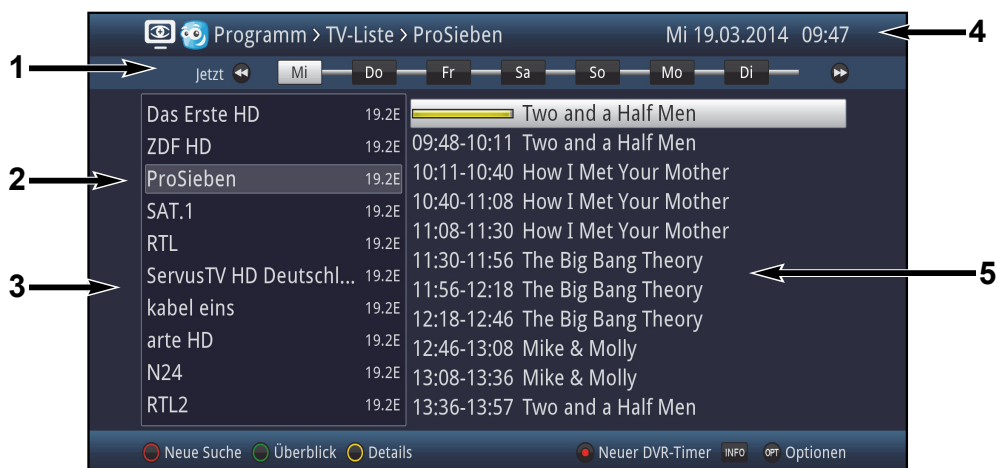 Programm > TV-Liste > ProSieben Mi 19.03.2014 09:47 4
1 Jetzt Mi Do Fr Sa So Mo Di
Das Erste HD 19.2E Two and a Half Men
ZDF HD 19.2E 09:48-10:11 Two and a Half Men
2 ProSieben 19.2E 10:11-10:40 How I Met Your Mother
SAT.1 19.2E 10:40-11:08 How I Met Your Mother
RTL 19.2E 11:08-11:30 How I Met Your Mother
11:30-11:56 The Big Bang Theory 5
3 ServusTV HD Deutschl... 19.2E 11:56-12:18 The Big Bang Theory
kabel eins 19.2E 12:18-12:46 The Big Bang Theory
arte HD 19.2E 12:46-13:08 Mike & Molly
N24 19.2E 13:08-13:36 Mike & Molly
RTL2 19.2E 13:36-13:57 Two and a Half Men
Neue Suche Überblick Details Neuer DVR-Timer INFO OPT Optionen